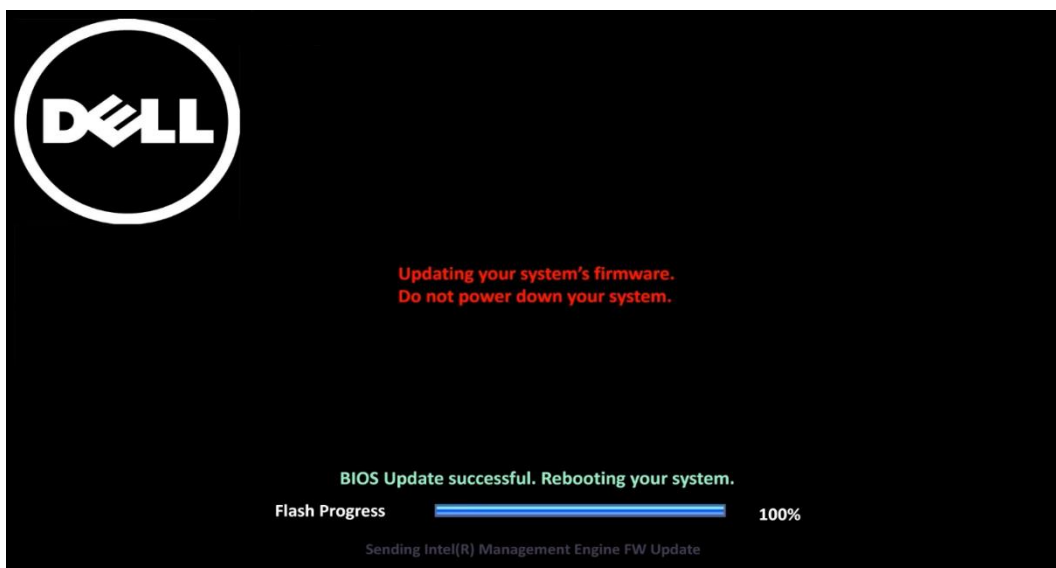 DELL
Updating your system’s firmware.
Do not power down your system.
BIOS Update successful. Rebooting your system.
Flash Progress 100%
Sending Intel(R) Management Engine FW Update